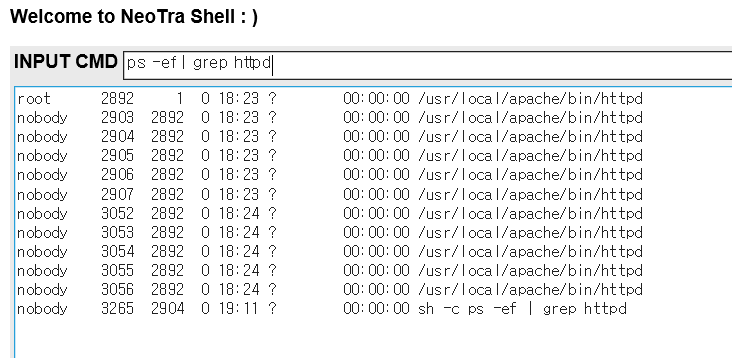 Welcome to NeoTra Shell : )
INPUT CMD ps -ef| grep httpd
root 2892 1 0 18:23 ? 00:00:00 /usr/local/apache/bin/httpd
nobody 2903 2892 0 18:23 ? 00:00:00 /usr/local/apache/bin/httpd
nobody 2904 2892 0 18:23 ? 00:00:00 /usr/local/apache/bin/httpd
nobody 2905 2892 0 18:23 ? 00:00:00 /usr/local/apache/bin/httpd
nobody 2906 2892 0 18:23 ? 00:00:00 /usr/local/apache/bin/httpd
nobody 2907 2892 0 18:23 ? 00:00:00 /usr/local/apache/bin/httpd
nobody 3052 2892 0 18:24 ? 00:00:00 /usr/local/apache/bin/httpd
nobody 3053 2892 0 18:24 ? 00:00:00 /usr/local/apache/bin/httpd
nobody 3054 2892 0 18:24 ? 00:00:00 /usr/local/apache/bin/httpd
nobody 3055 2892 0 18:24 ? 00:00:00 /usr/local/apache/bin/httpd
nobody 3056 2892 0 18:24 ? 00:00:00 /usr/local/apache/bin/httpd
nobody 3265 2904 0 19:11 ? 00:00:00 sh -c ps -ef | grep httpd